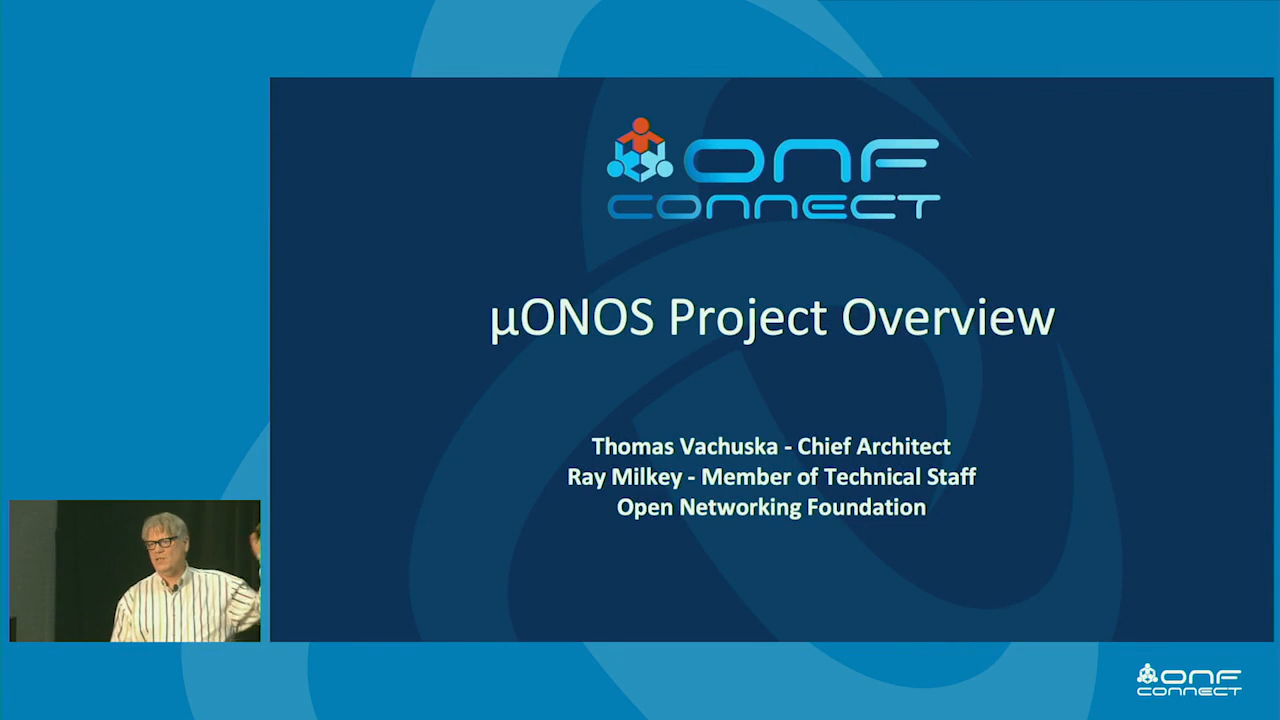 ONF
CONNECT
µONOS Project Overview
Thomas Vachuska - Chief Architect
Ray Milkey - Member of Technical Staff
Open Networking Foundation
ONF
CONNECT